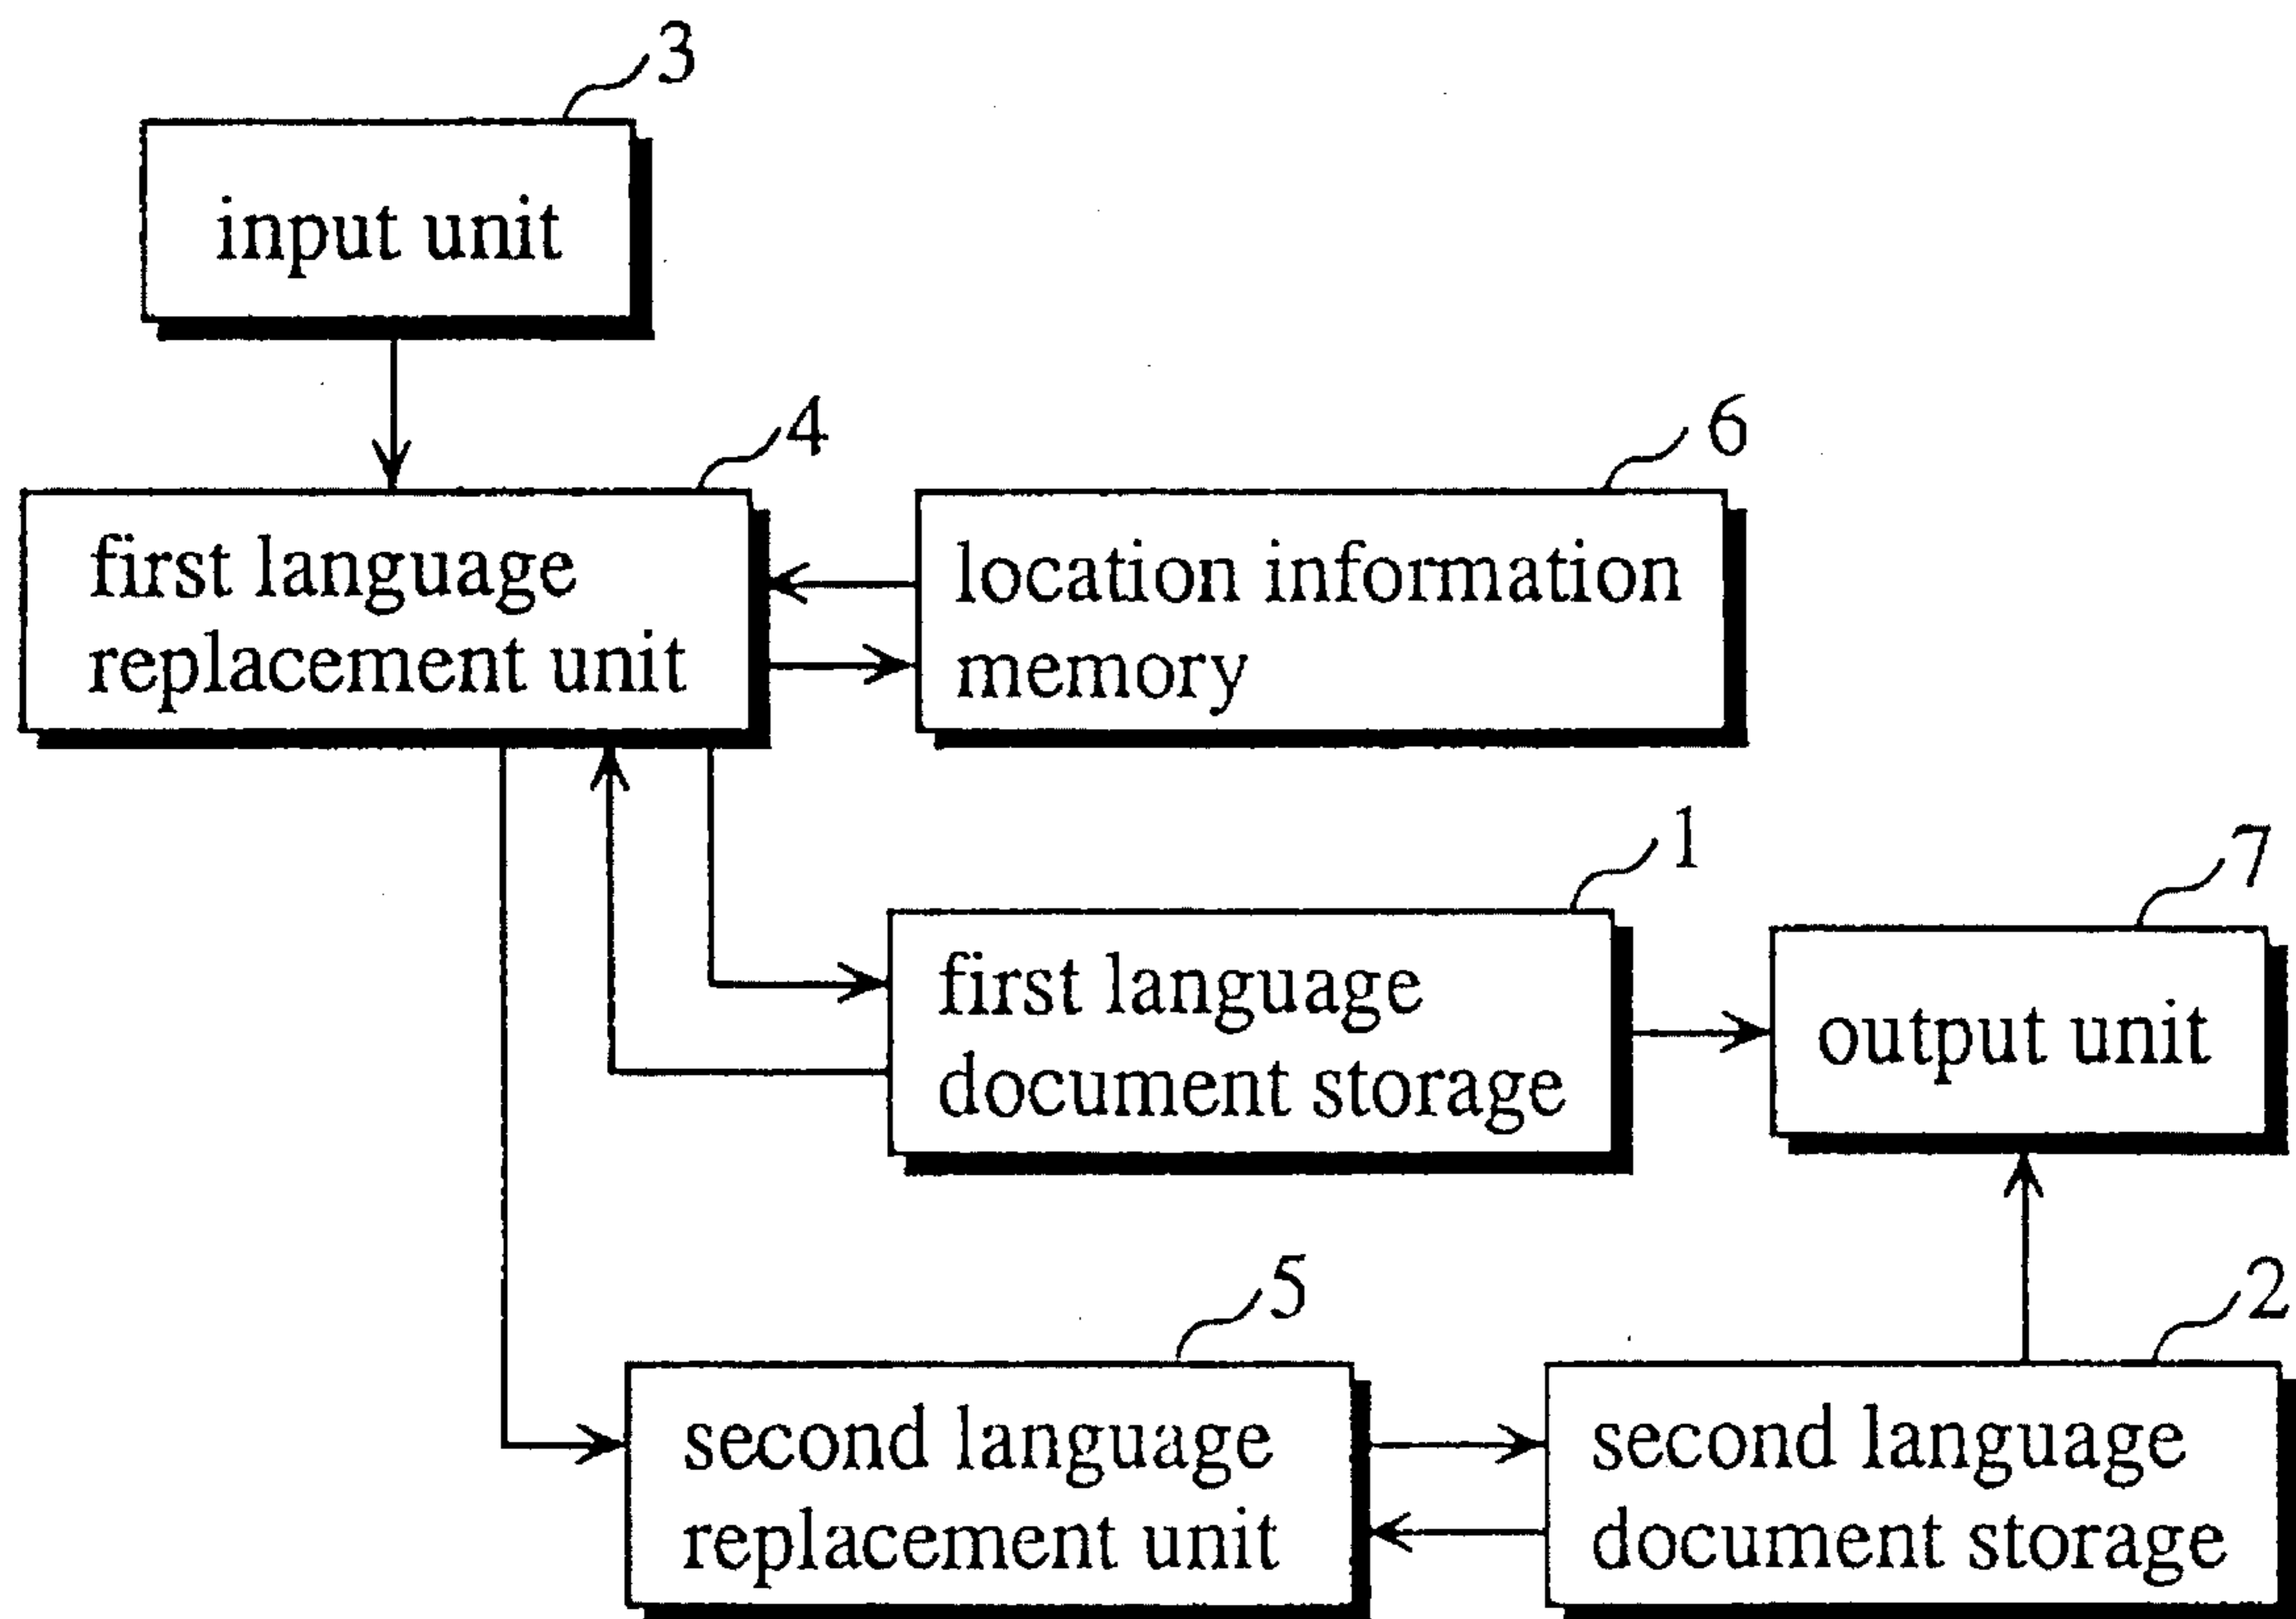 3
input unit
4
first language
replacement unit
6
location information
memory
1
first language
document storage
7
output unit
5
second language
replacement unit
2
second language
document storage